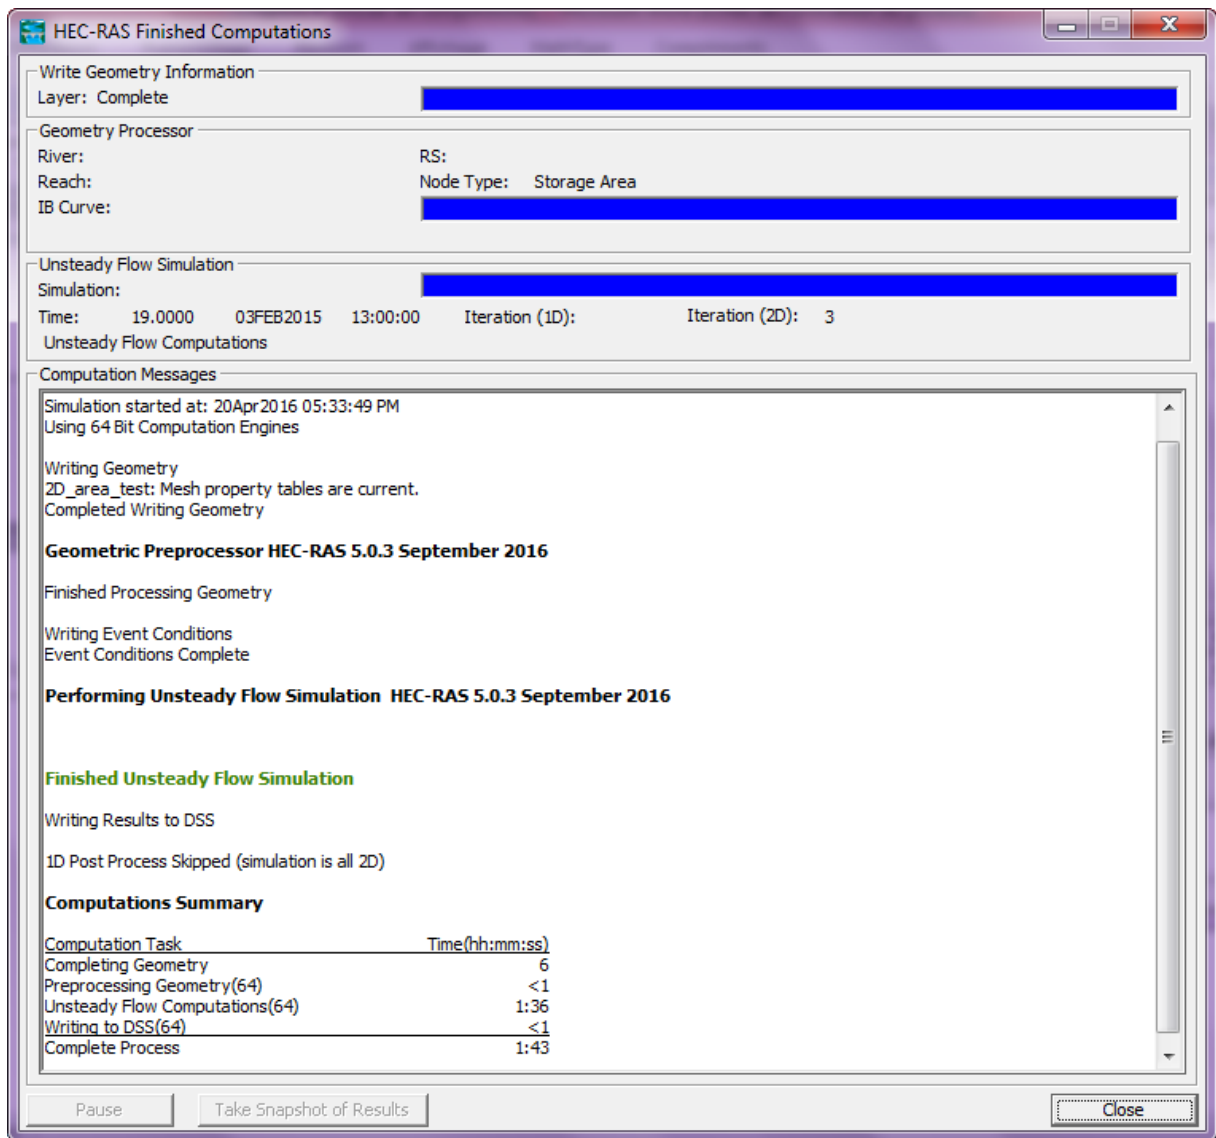 HEC-RAS Finished Computations
Write Geometry Information
Layer: Complete
Geometry Processor
River: RS:
Reach: Node Type: Storage Area
IB Curve:
Unsteady Flow Simulation
Simulation:
Time: 19.0000 03FEB2015 13:00:00 Iteration (1D): Iteration (2D): 3
Unsteady Flow Computations
Computation Messages
Simulation started at: 20Apr2016 05:33:49 PM
Using 64 Bit Computation Engines
Writing Geometry
2D_area_test: Mesh property tables are current.
Completed Writing Geometry
Geometric Preprocessor HEC-RAS 5.0.3 September 2016
Finished Processing Geometry
Writing Event Conditions
Event Conditions Complete
Performing Unsteady Flow Simulation HEC-RAS 5.0.3 September 2016
Finished Unsteady Flow Simulation
Writing Results to DSS
1D Post Process Skipped (simulation is all 2D)
Computations Summary
Computation Task Time(hh:mm:ss)
Completing Geometry 6
Preprocessing Geometry(64) <1
Unsteady Flow Computations(64) 1:36
Writing to DSS(64) <1
Complete Process 1:43
Pause Take Snapshot of Results Close